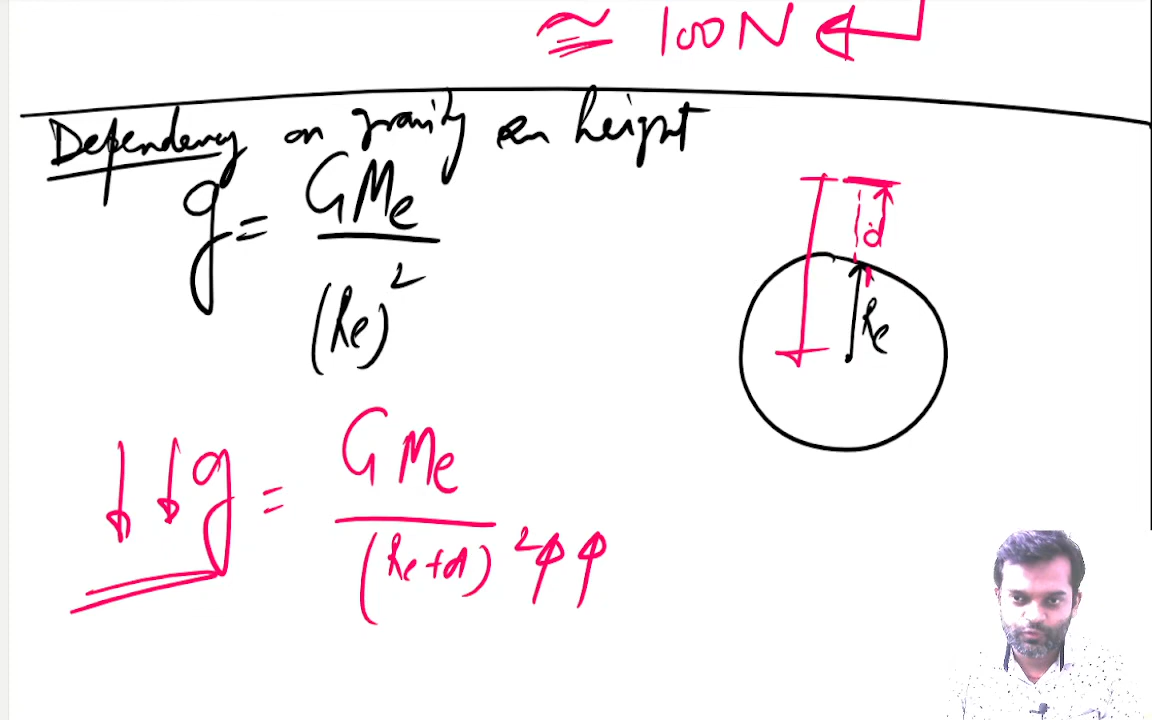 ≅ 100N
Dependency on gravity on height
g = GMe
(Re)²
d
Re
g = GMe
(Re+d)²